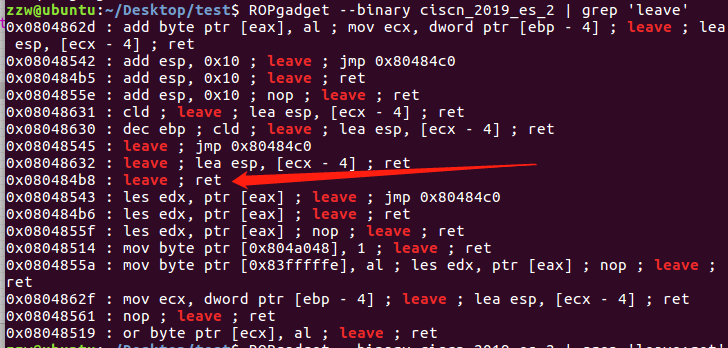 zzw@ubuntu:~/Desktop/test$ ROPgadget --binary ciscn_2019_es_2 | grep 'leave'
0x0804862d : add byte ptr [eax], al ; mov ecx, dword ptr [ebp - 4] ; leave ; lea
esp, [ecx - 4] ; ret
0x08048542 : add esp, 0x10 ; leave ; jmp 0x80484c0
0x080484b5 : add esp, 0x10 ; leave ; ret
0x0804855e : add esp, 0x10 ; nop ; leave ; ret
0x08048631 : cld ; leave ; lea esp, [ecx - 4] ; ret
0x08048630 : dec ebp ; cld ; leave ; lea esp, [ecx - 4] ; ret
0x08048545 : leave ; jmp 0x80484c0
0x08048632 : leave ; lea esp, [ecx - 4] ; ret
0x080484b8 : leave ; ret
0x08048543 : les edx, ptr [eax] ; leave ; jmp 0x80484c0
0x080484b6 : les edx, ptr [eax] ; leave ; ret
0x0804855f : les edx, ptr [eax] ; nop ; leave ; ret
0x08048514 : mov byte ptr [0x804a048], 1 ; leave ; ret
0x0804855a : mov byte ptr [0x83fffffe], al ; les edx, ptr [eax] ; nop ; leave ;
ret
0x0804862f : mov ecx, dword ptr [ebp - 4] ; leave ; lea esp, [ecx - 4] ; ret
0x08048561 : nop ; leave ; ret
0x08048519 : or byte ptr [ecx], al ; leave ; ret